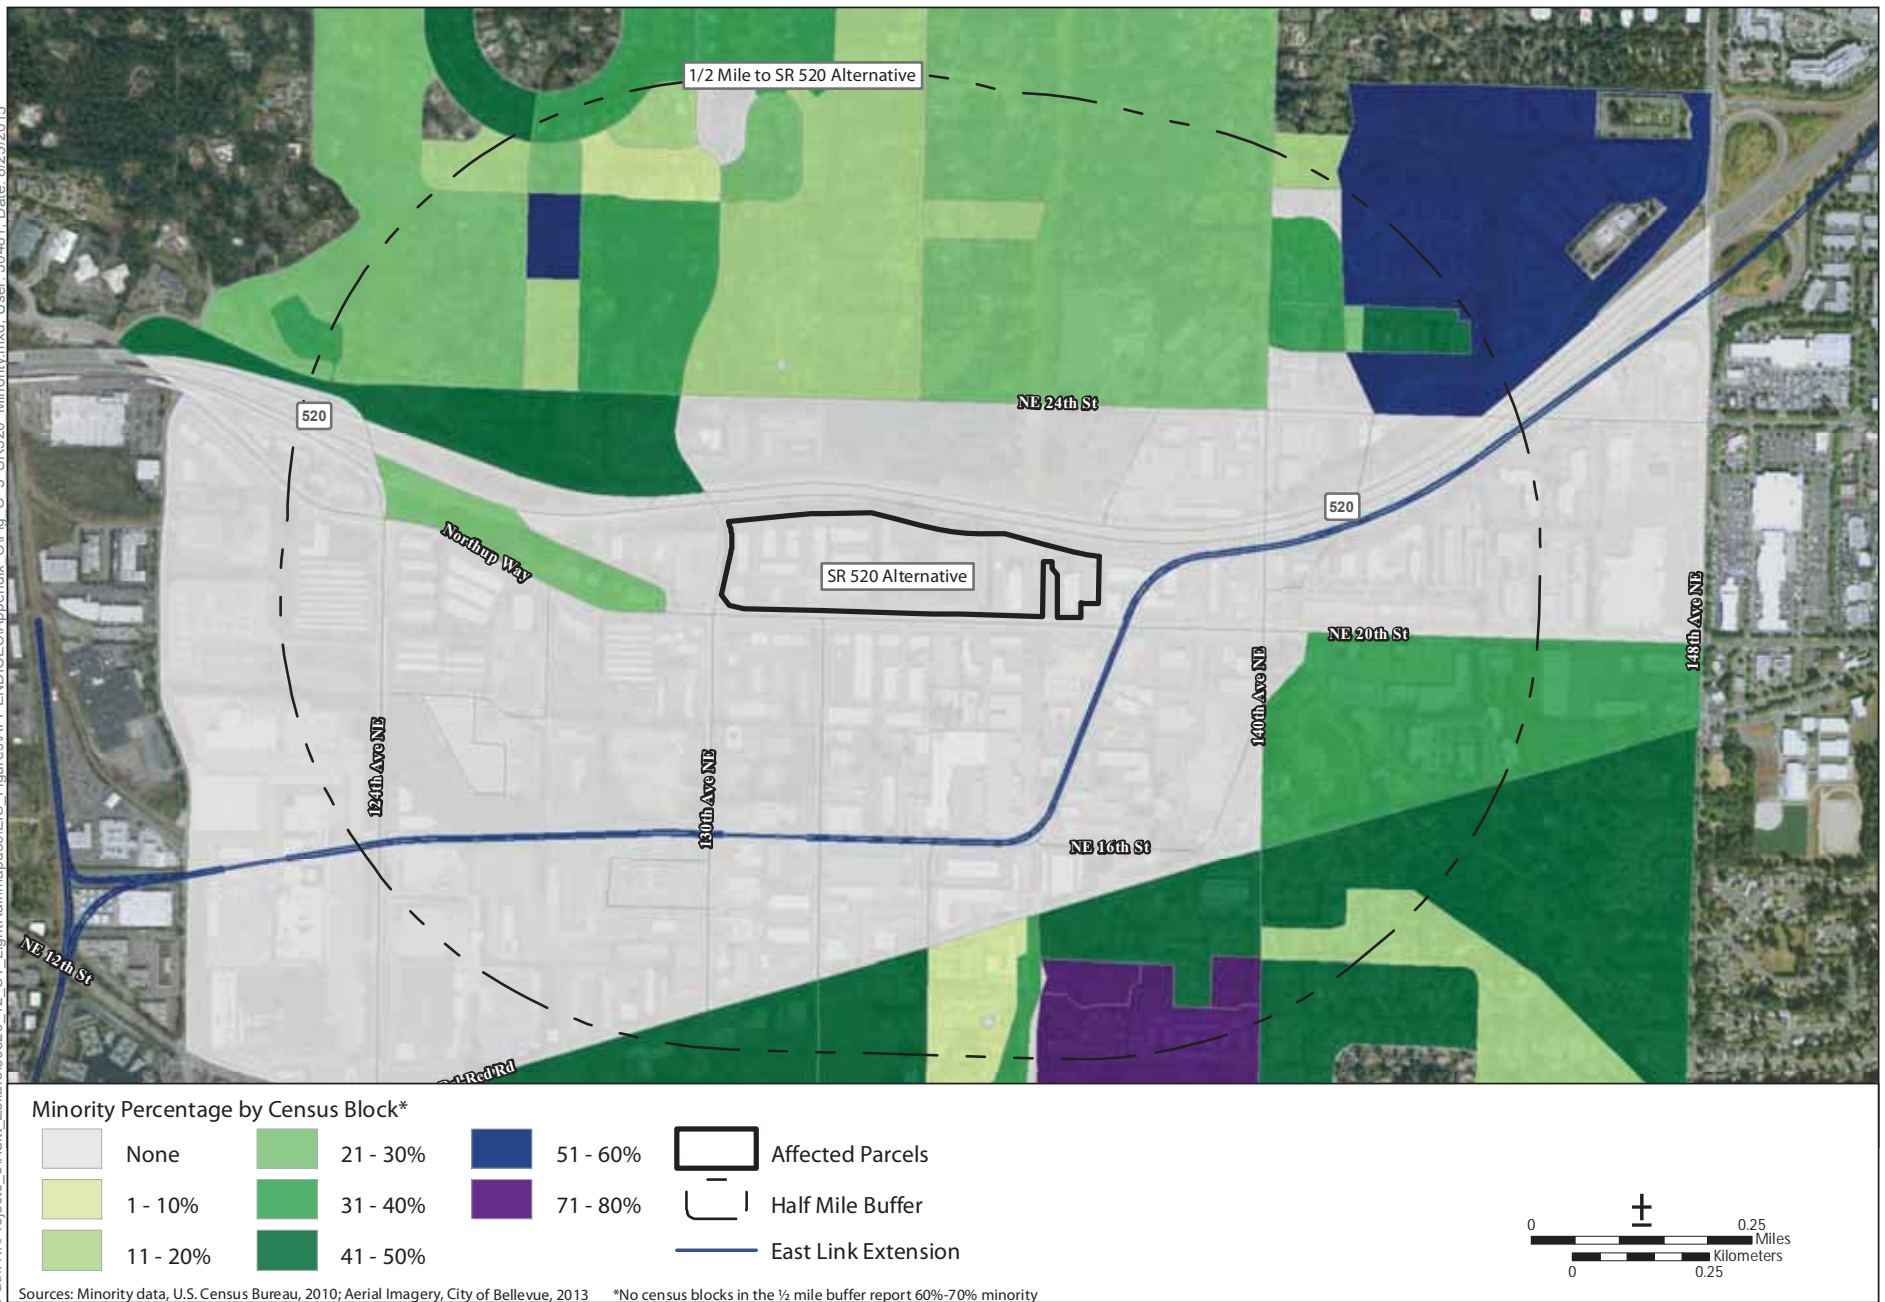 1/2 Mile to SR 520 Alternative
NE 24th St
520
520
Northup Way
SR 520 Alternative
NE 20th St
148th Ave NE
140th Ave NE
124th Ave NE
130th Ave NE
NE 16th St
NE 12th St
Bel-Red Rd
Minority Percentage by Census Block*
None
1 - 10%
11 - 20%
21 - 30%
31 - 40%
41 - 50%
51 - 60%
71 - 80%
Affected Parcels
Half Mile Buffer
East Link Extension
0 0.25
Miles
Kilometers
0 0.25
Sources: Minority data, U.S. Census Bureau, 2010; Aerial Imagery, City of Bellevue, 2013 *No census blocks in the ½ mile buffer report 60%-70% minority